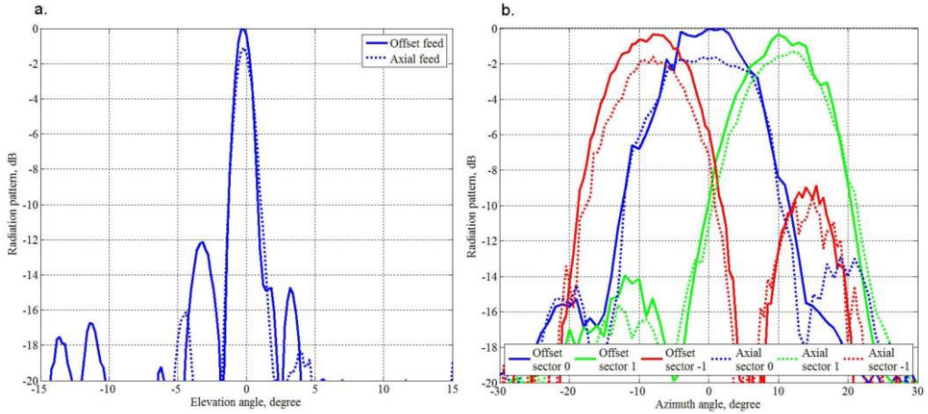 a.
Radiation pattern, dB
0
-2
-4
-6
-8
-10
-12
-14
-16
-18
-20
Offset feed
Axial feed
-15
-10
-5
0
5
10
15
Elevation angle, degree
b.
Radiation pattern, dB
0
-2
-4
-6
-8
-10
-12
-14
-16
-18
-20
Offset sector 0
Offset sector 1
Offset sector -1
Axial sector 0
Axial sector 1
Axial sector -1
-30
-20
-10
0
10
20
30
Azimuth angle, degree